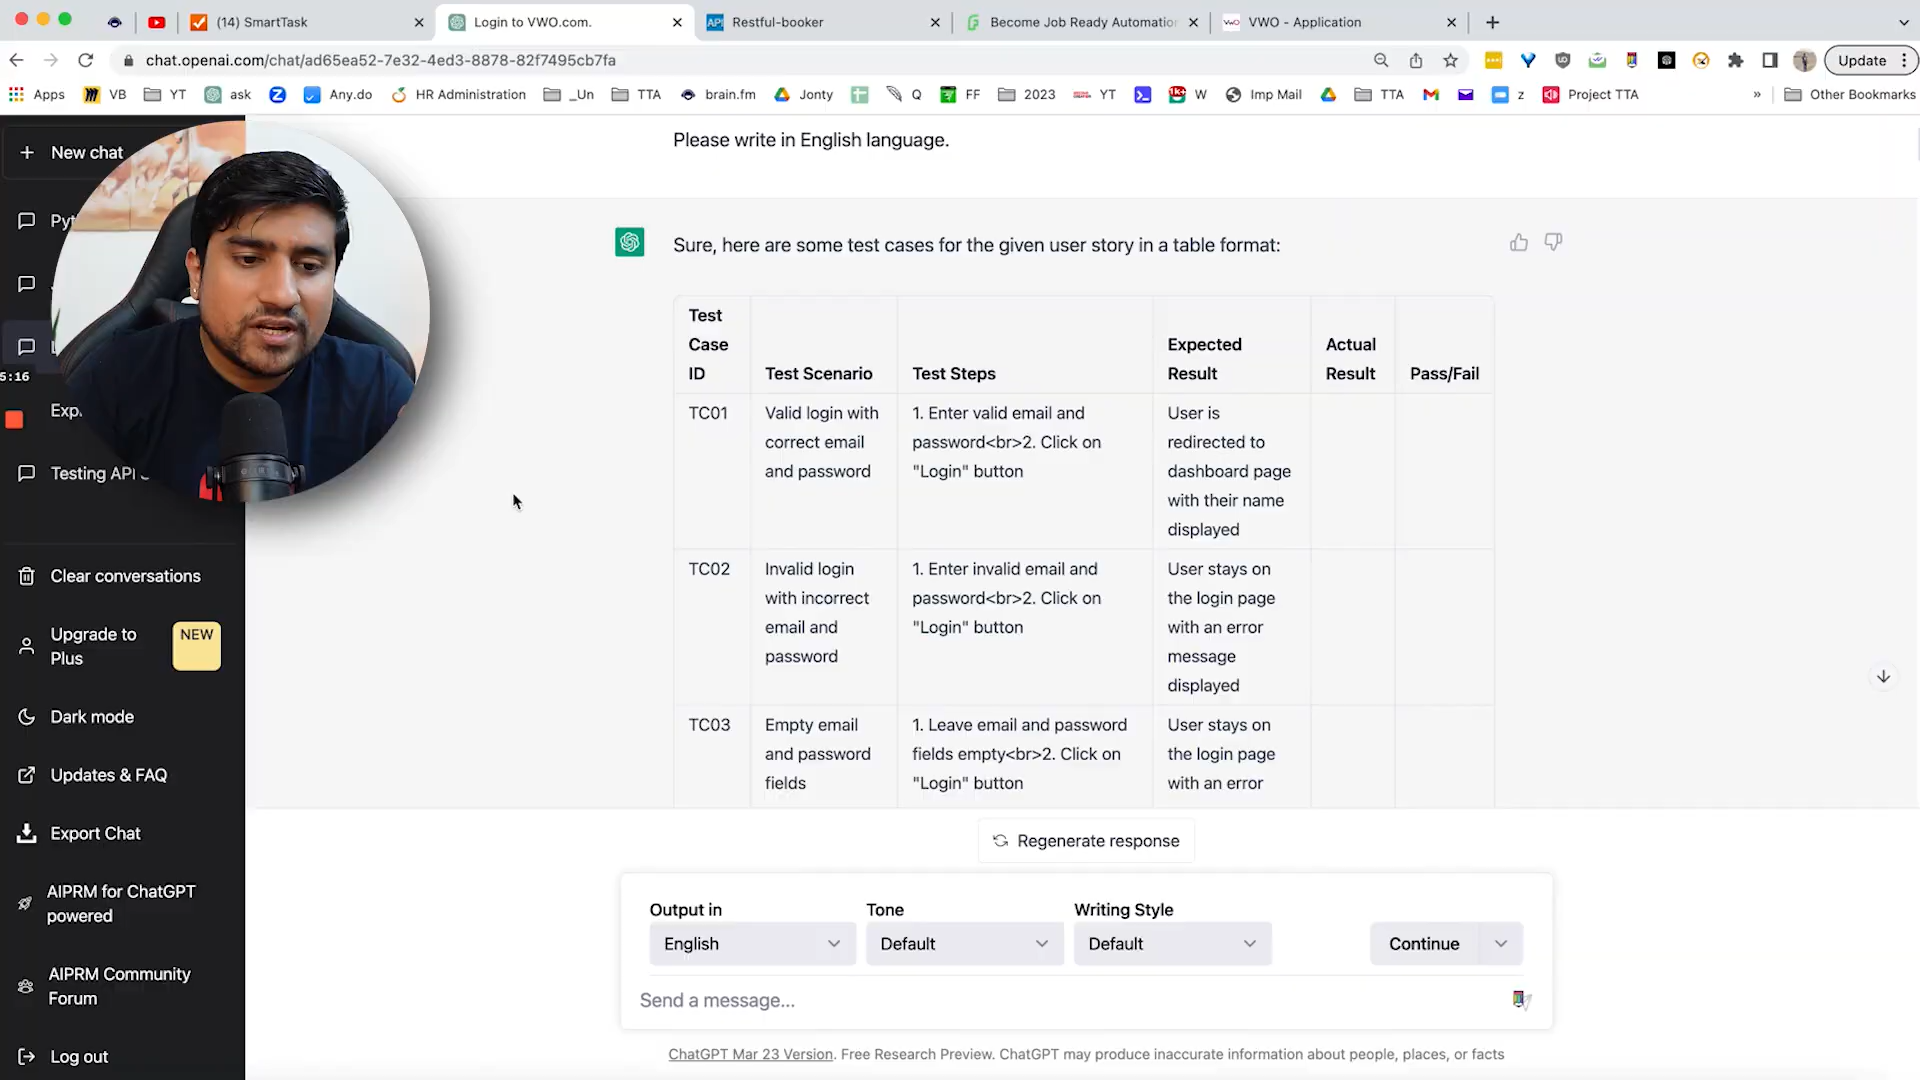 (14) SmartTask
Login to VWO.com.
Restful-booker
Become Job Ready Automation
VWO - Application
chat.openai.com/chat/ad65ea52-7e32-4ed3-8878-82f7495cb7fa
Update
Apps
VB
YT
ask
Any.do
HR Administration
_Un
TTA
brain.fm
Jonty
Q
FF
2023
YT
W
Imp Mail
TTA
z
Project TTA
»
Other Bookmarks
New chat
5:16
Testing API
Clear conversations
Upgrade to
Plus
NEW
Dark mode
Updates & FAQ
Export Chat
AIPRM for ChatGPT
powered
AIPRM Community
Forum
Log out
Please write in English language.
Sure, here are some test cases for the given user story in a table format:
Test
Case
ID
Test Scenario
Test Steps
Expected
Result
Actual
Result
Pass/Fail
TC01
Valid login with
correct email
and password
1. Enter valid email and
password<br>2. Click on
"Login" button
User is
redirected to
dashboard page
with their name
displayed
TC02
Invalid login
with incorrect
email and
password
1. Enter invalid email and
password<br>2. Click on
"Login" button
User stays on
the login page
with an error
message
displayed
TC03
Empty email
and password
fields
1. Leave email and password
fields empty<br>2. Click on
"Login" button
User stays on
the login page
with an error
Regenerate response
Output in
Tone
Writing Style
English
Default
Default
Continue
Send a message...
ChatGPT Mar 23 Version. Free Research Preview. ChatGPT may produce inaccurate information about people, places, or facts